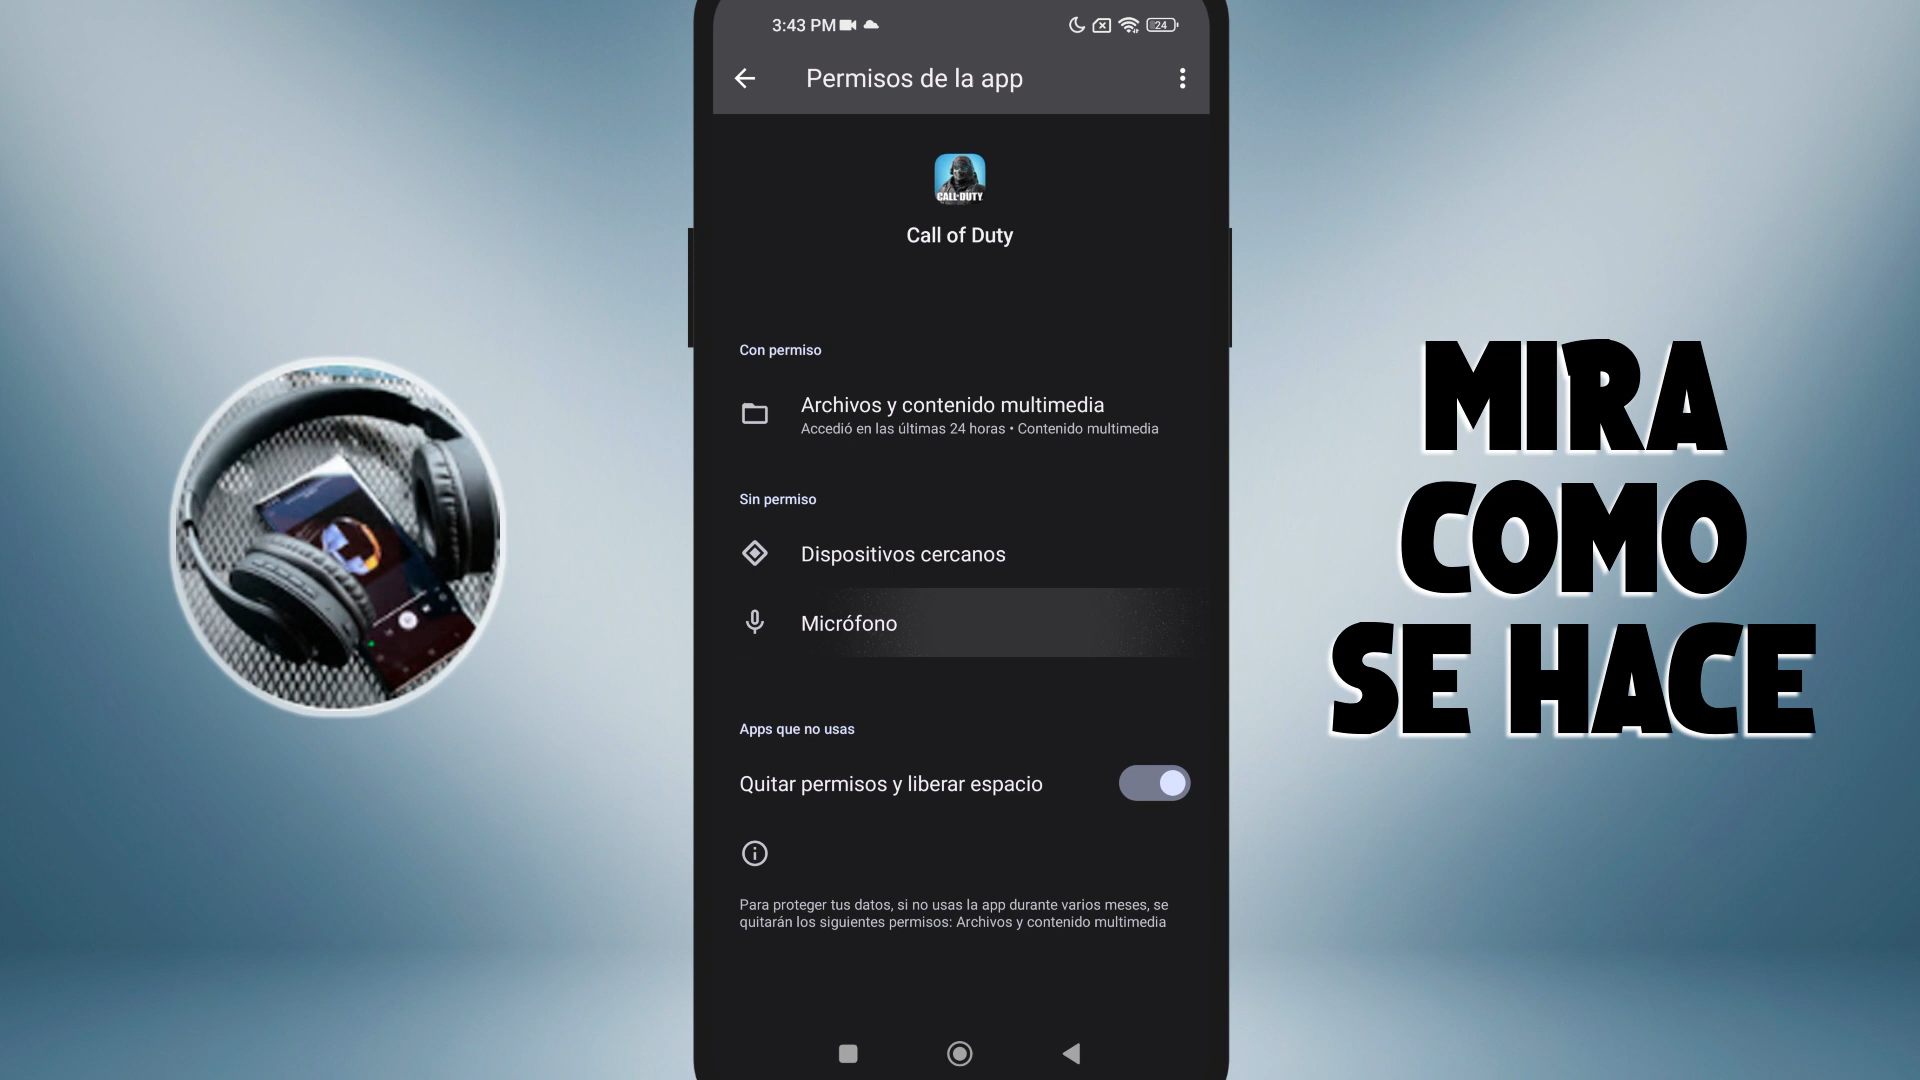 3:43 PM
24
Permisos de la app
CALL OF DUTY
Call of Duty
Con permiso
Archivos y contenido multimedia
Accedió en las últimas 24 horas • Contenido multimedia
Sin permiso
Dispositivos cercanos
Micrófono
Apps que no usas
Quitar permisos y liberar espacio
Para proteger tus datos, si no usas la app durante varios meses, se
quitarán los siguientes permisos: Archivos y contenido multimedia
MIRA
COMO
SE HACE